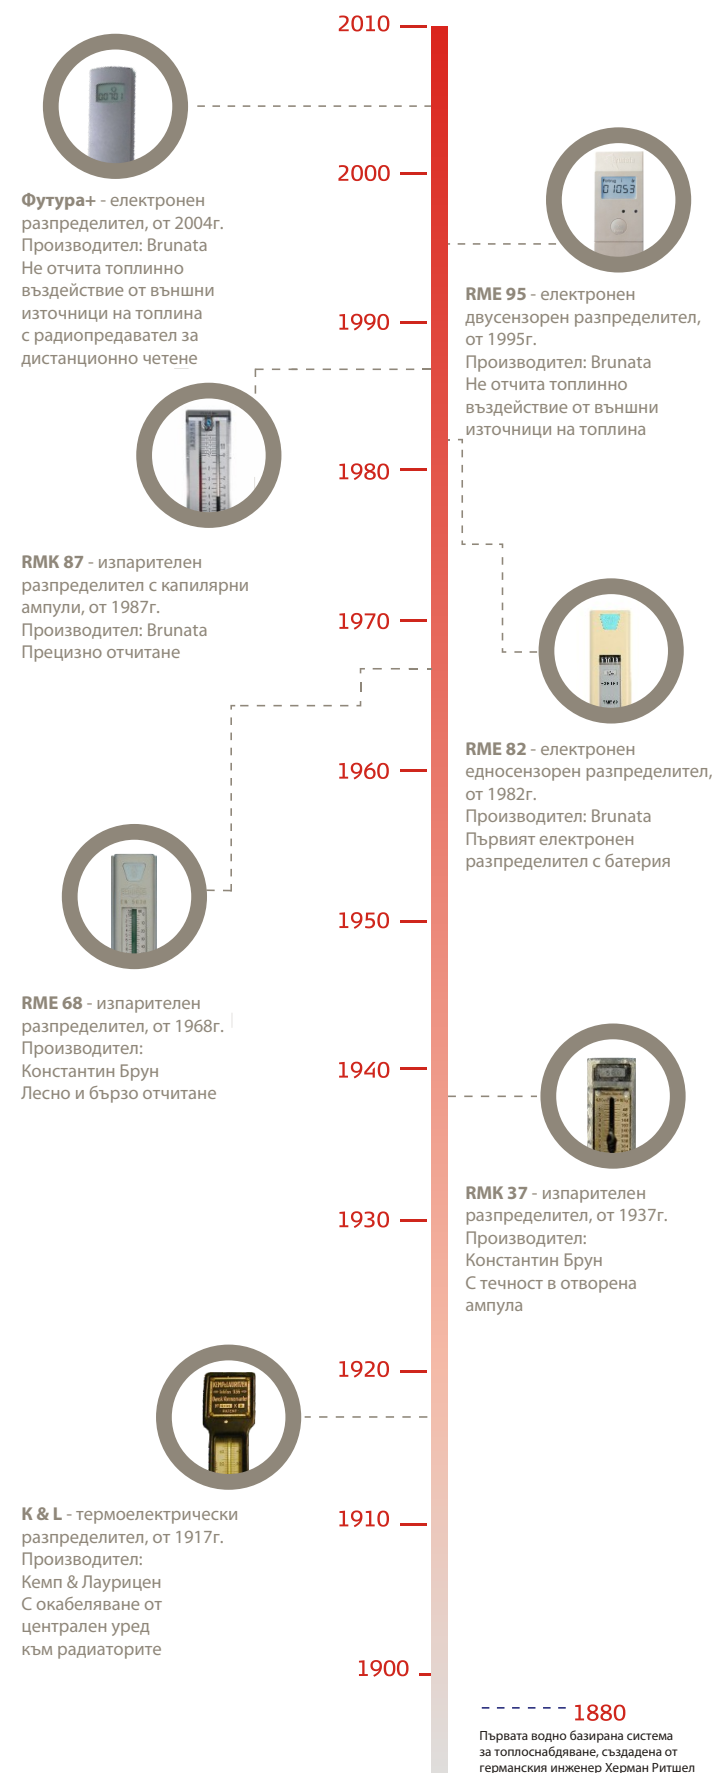 2010
Футура+ - електронен
разпределител, от 2004г.
Производител: Brunata
Не отчита топлинно
въздействие от външни
източници на топлина
с радиопредавател за
дистанционно четене
2000
01053
RME 95 - електронен
двусензорен разпределител,
от 1995г.
Производител: Brunata
Не отчита топлинно
въздействие от външни
източници на топлина
1990
1980
RMK 87 - изпарителен
разпределител с капилярни
ампули, от 1987г.
Производител: Brunata
Прецизно отчитане
1970
RME 82 - електронен
едносензорен разпределител,
от 1982г.
Производител: Brunata
Първият електронен
разпределител с батерия
1960
1950
RME 68 - изпарителен
разпределител, от 1968г.
Производител:
Константин Брун
Лесно и бързо отчитане
1940
RMK 37 - изпарителен
разпределител, от 1937г.
Производител:
Константин Брун
С течност в отворена
ампула
1930
1920
K & L - термоелектрически
разпределител, от 1917г.
Производител:
Кемп & Лаурицен
С окабеляване от
централен уред
към радиаторите
1910
1900
1880
Първата водно базирана система
за топлоснабдяване, създадена от
германския инженер Херман Ритшел